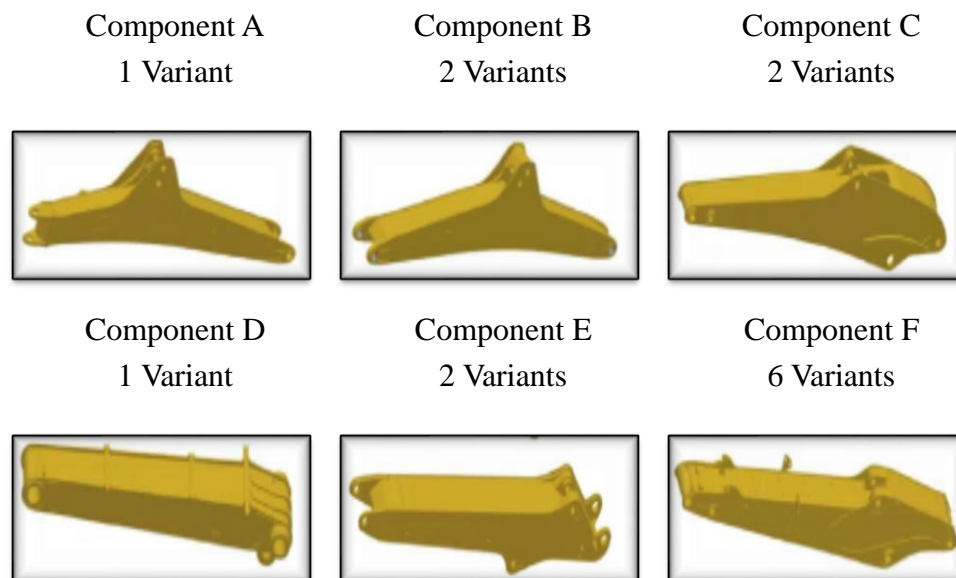 Component A
1 Variant
Component B
2 Variants
Component C
2 Variants
Component D
1 Variant
Component E
2 Variants
Component F
6 Variants